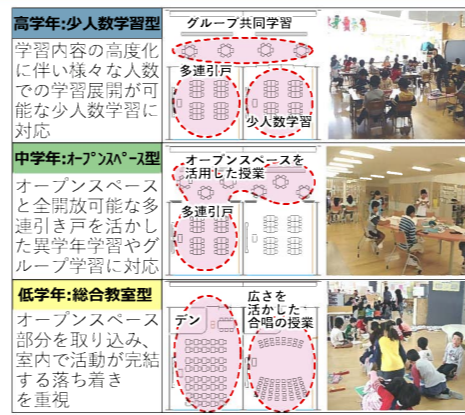 高学年:少人数学習型
学習内容の高度化
に伴い様々な人数
での学習展開が可
能な少人数学習に
対応
グループ共同学習
多連引戸
少人数学習
中学年:オープンスペース型
オープンスペース
と全開放可能な多
連引き戸を活かし
た異学年学習やグ
ループ学習に対応
オープンスペースを
活用した授業
多連引戸
低学年:総合教室型
オープンスペース
部分を取り込み、
室内で活動が完結
する落ち着き
を重視
デン
広さを
活かした
合唱の授業